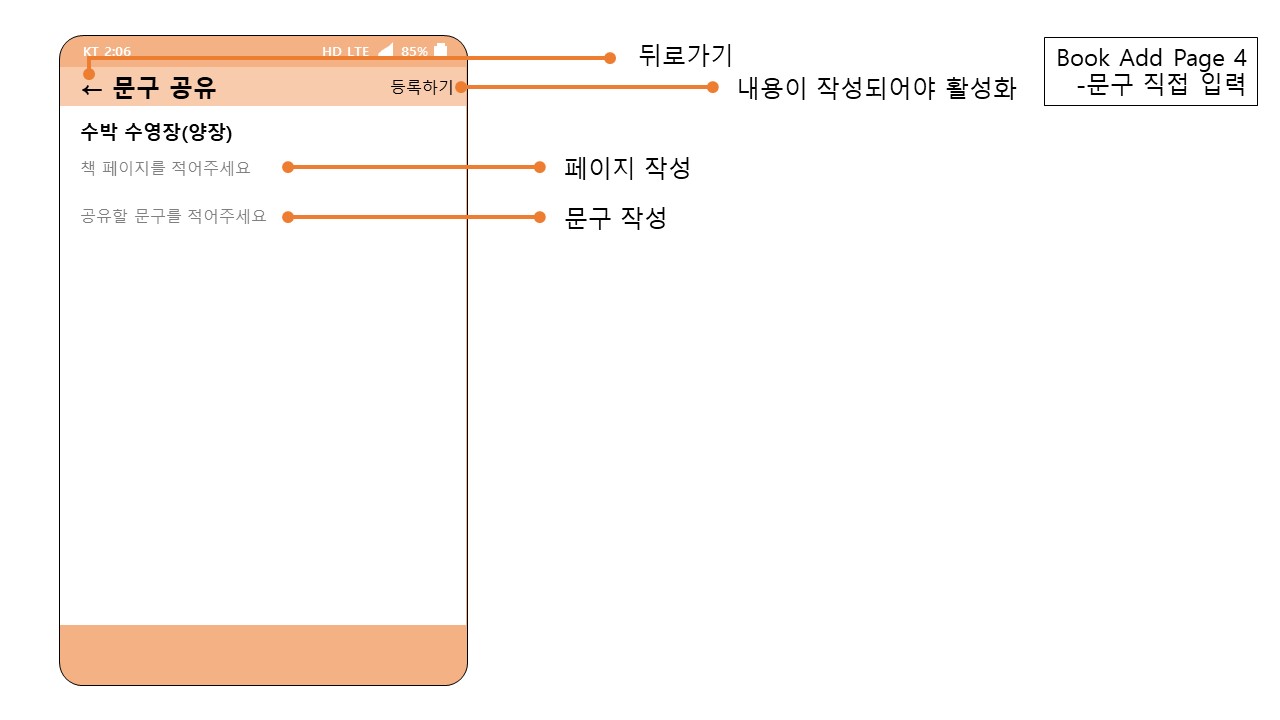 KT 2:06 HD LTE 85%
뒤로가기
Book Add Page 4
-문구 직접 입력
← 문구 공유 등록하기
내용이 작성되어야 활성화
수박 수영장(양장)
책 페이지를 적어주세요
페이지 작성
공유할 문구를 적어주세요
문구 작성